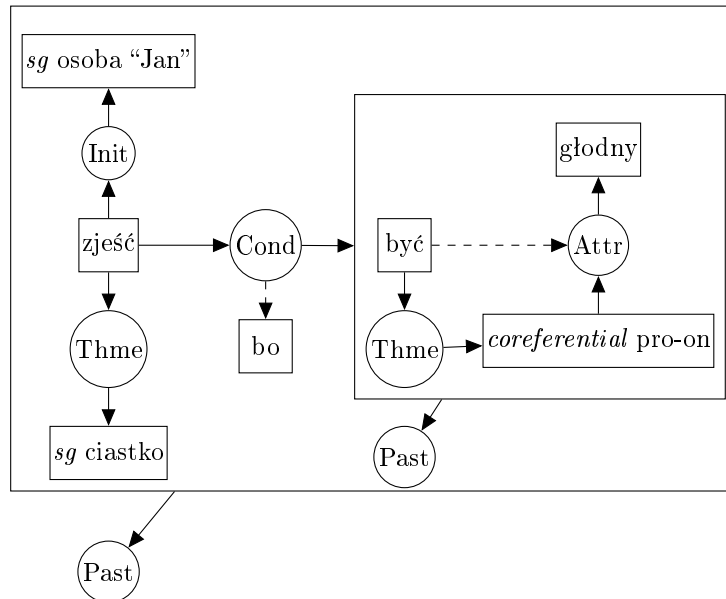 sg osoba “Jan”
głodny
Init
zjeść
Cond
być
Attr
Thme
bo
Thme
coreferential pro-on
sg ciastko
Past
Past